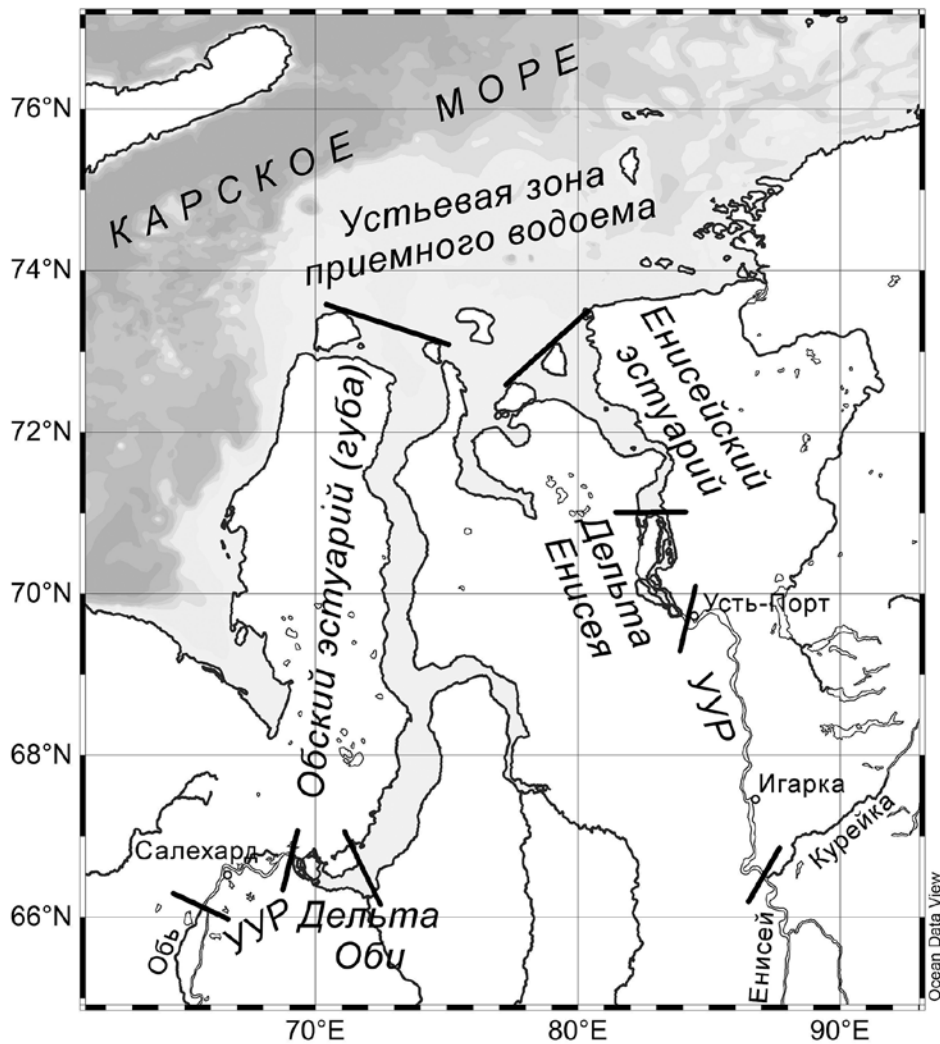 76°N
74°N
72°N
70°N
68°N
66°N
КАРСКОЕ МОРЕ
Устьевая зона
приемного водоема
Енисейский
эстуарий
Обский эстуарий (губа)
Дельта
Енисея
Усть-Порт
УУР
Игарка
Курейка
Салехард
Обь
УУР
Дельта
Оби
Енисей
70°E
80°E
90°E
Ocean Data View